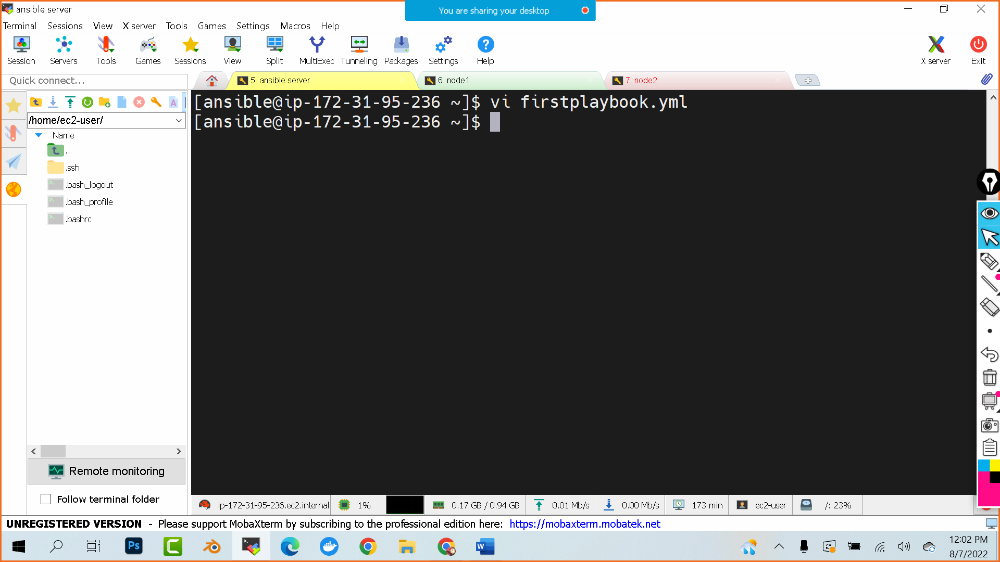 ansible server
You are sharing your desktop
Terminal Sessions View X server Tools Games Settings Macros Help
Session Servers Tools Games Sessions View Split MultiExec Tunneling Packages Settings Help X server Exit
Quick connect...
5. ansible server
6. node1
7. node2
/home/ec2-user/
Name
..
.ssh
.bash_logout
.bash_profile
.bashrc
[ansible@ip-172-31-95-236 ~]$ vi firstplaybook.yml
[ansible@ip-172-31-95-236 ~]$
Remote monitoring
Follow terminal folder
ip-172-31-95-236.ec2.internal 1% 0.17 GB / 0.94 GB 0.01 Mb/s 0.00 Mb/s 173 min ec2-user /: 23%
UNREGISTERED VERSION - Please support MobaXterm by subscribing to the professional edition here: https://mobaxterm.mobatek.net
Ps
12:02 PM
8/7/2022